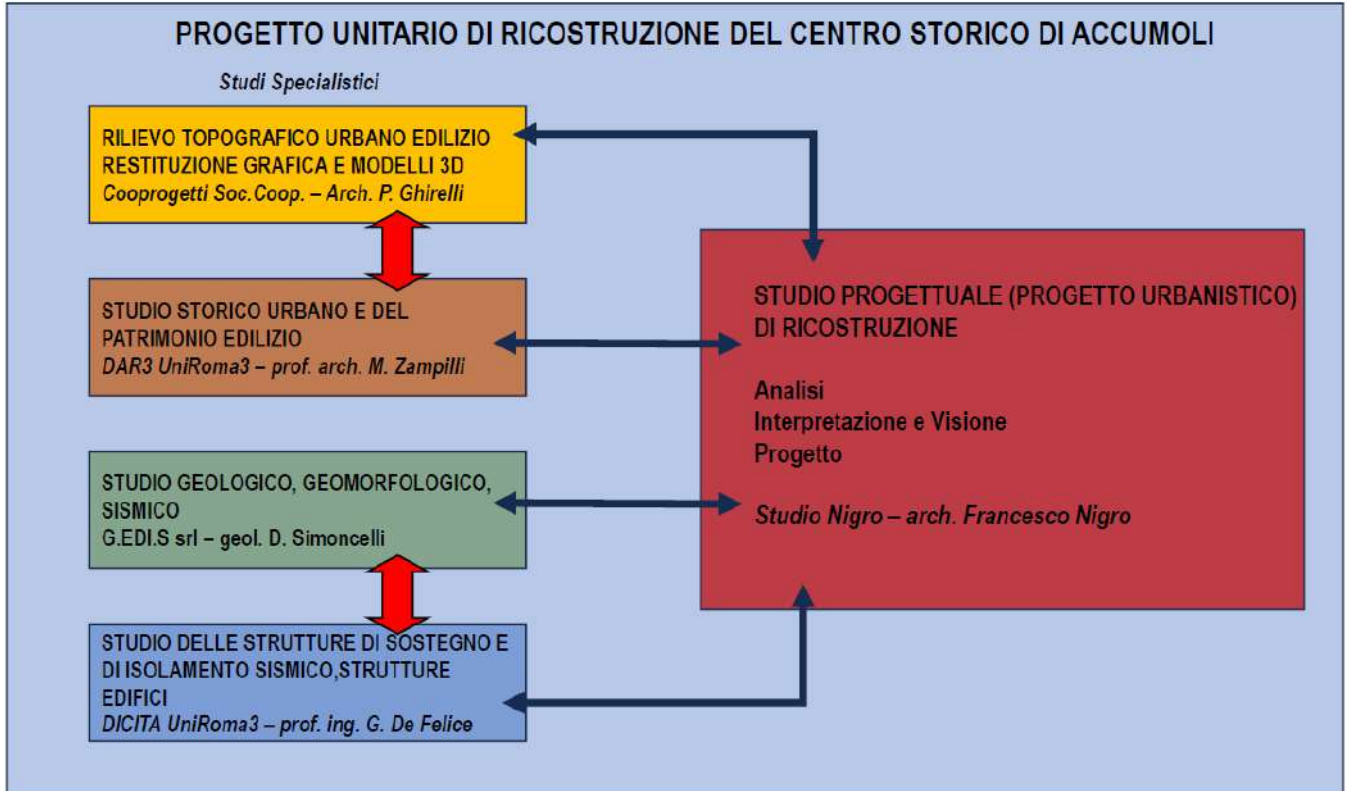 PROGETTO UNITARIO DI RICOSTRUZIONE DEL CENTRO STORICO DI ACCUMOLI
Studi Specialistici
RILIEVO TOPOGRAFICO URBANO EDILIZIO
RESTITUZIONE GRAFICA E MODELLI 3D
Cooprogetti Soc.Coop. – Arch. P. Ghirelli
STUDIO STORICO URBANO E DEL
PATRIMONIO EDILIZIO
DAR3 UniRoma3 – prof. arch. M. Zampilli
STUDIO GEOLOGICO, GEOMORFOLOGICO,
SISMICO
G.EDI.S srl – geol. D. Simoncelli
STUDIO DELLE STRUTTURE DI SOSTEGNO E
DI ISOLAMENTO SISMICO,STRUTTURE
EDIFICI
DICITA UniRoma3 – prof. ing. G. De Felice
STUDIO PROGETTUALE (PROGETTO URBANISTICO)
DI RICOSTRUZIONE
Analisi
Interpretazione e Visione
Progetto
Studio Nigro – arch. Francesco Nigro